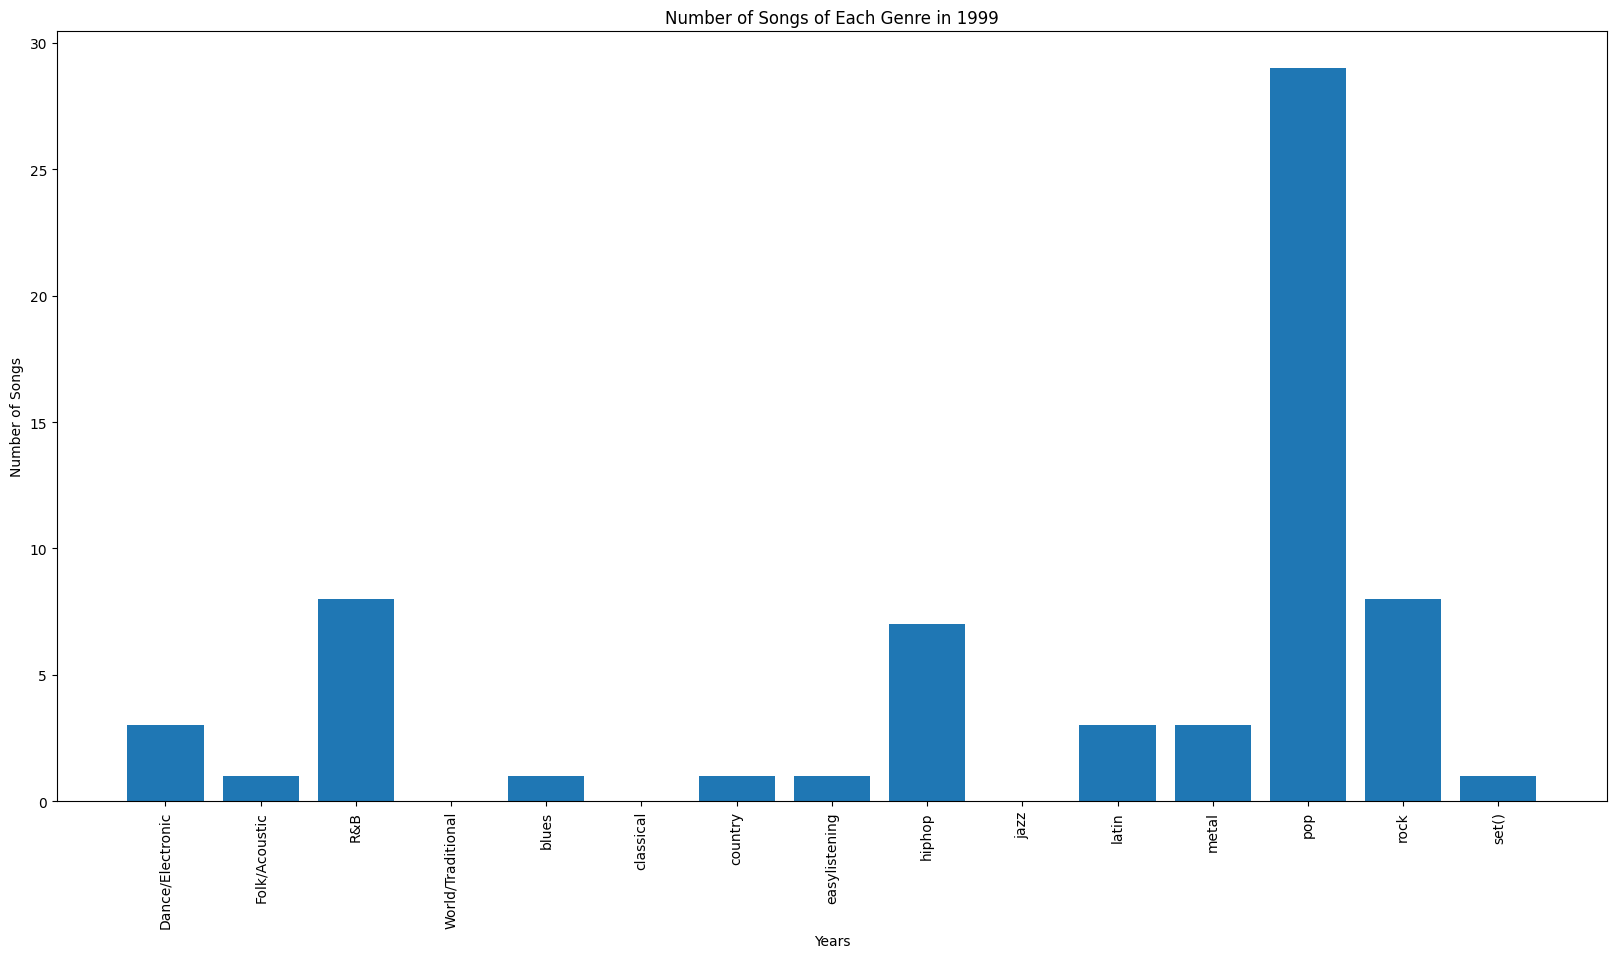 Number of Songs of Each Genre in 1999
Number of Songs
30
25
20
15
10
5
0
Dance/Electronic
Folk/Acoustic
R&B
World/Traditional
blues
classical
country
easylistening
hiphop
jazz
latin
metal
pop
rock
set()
Years